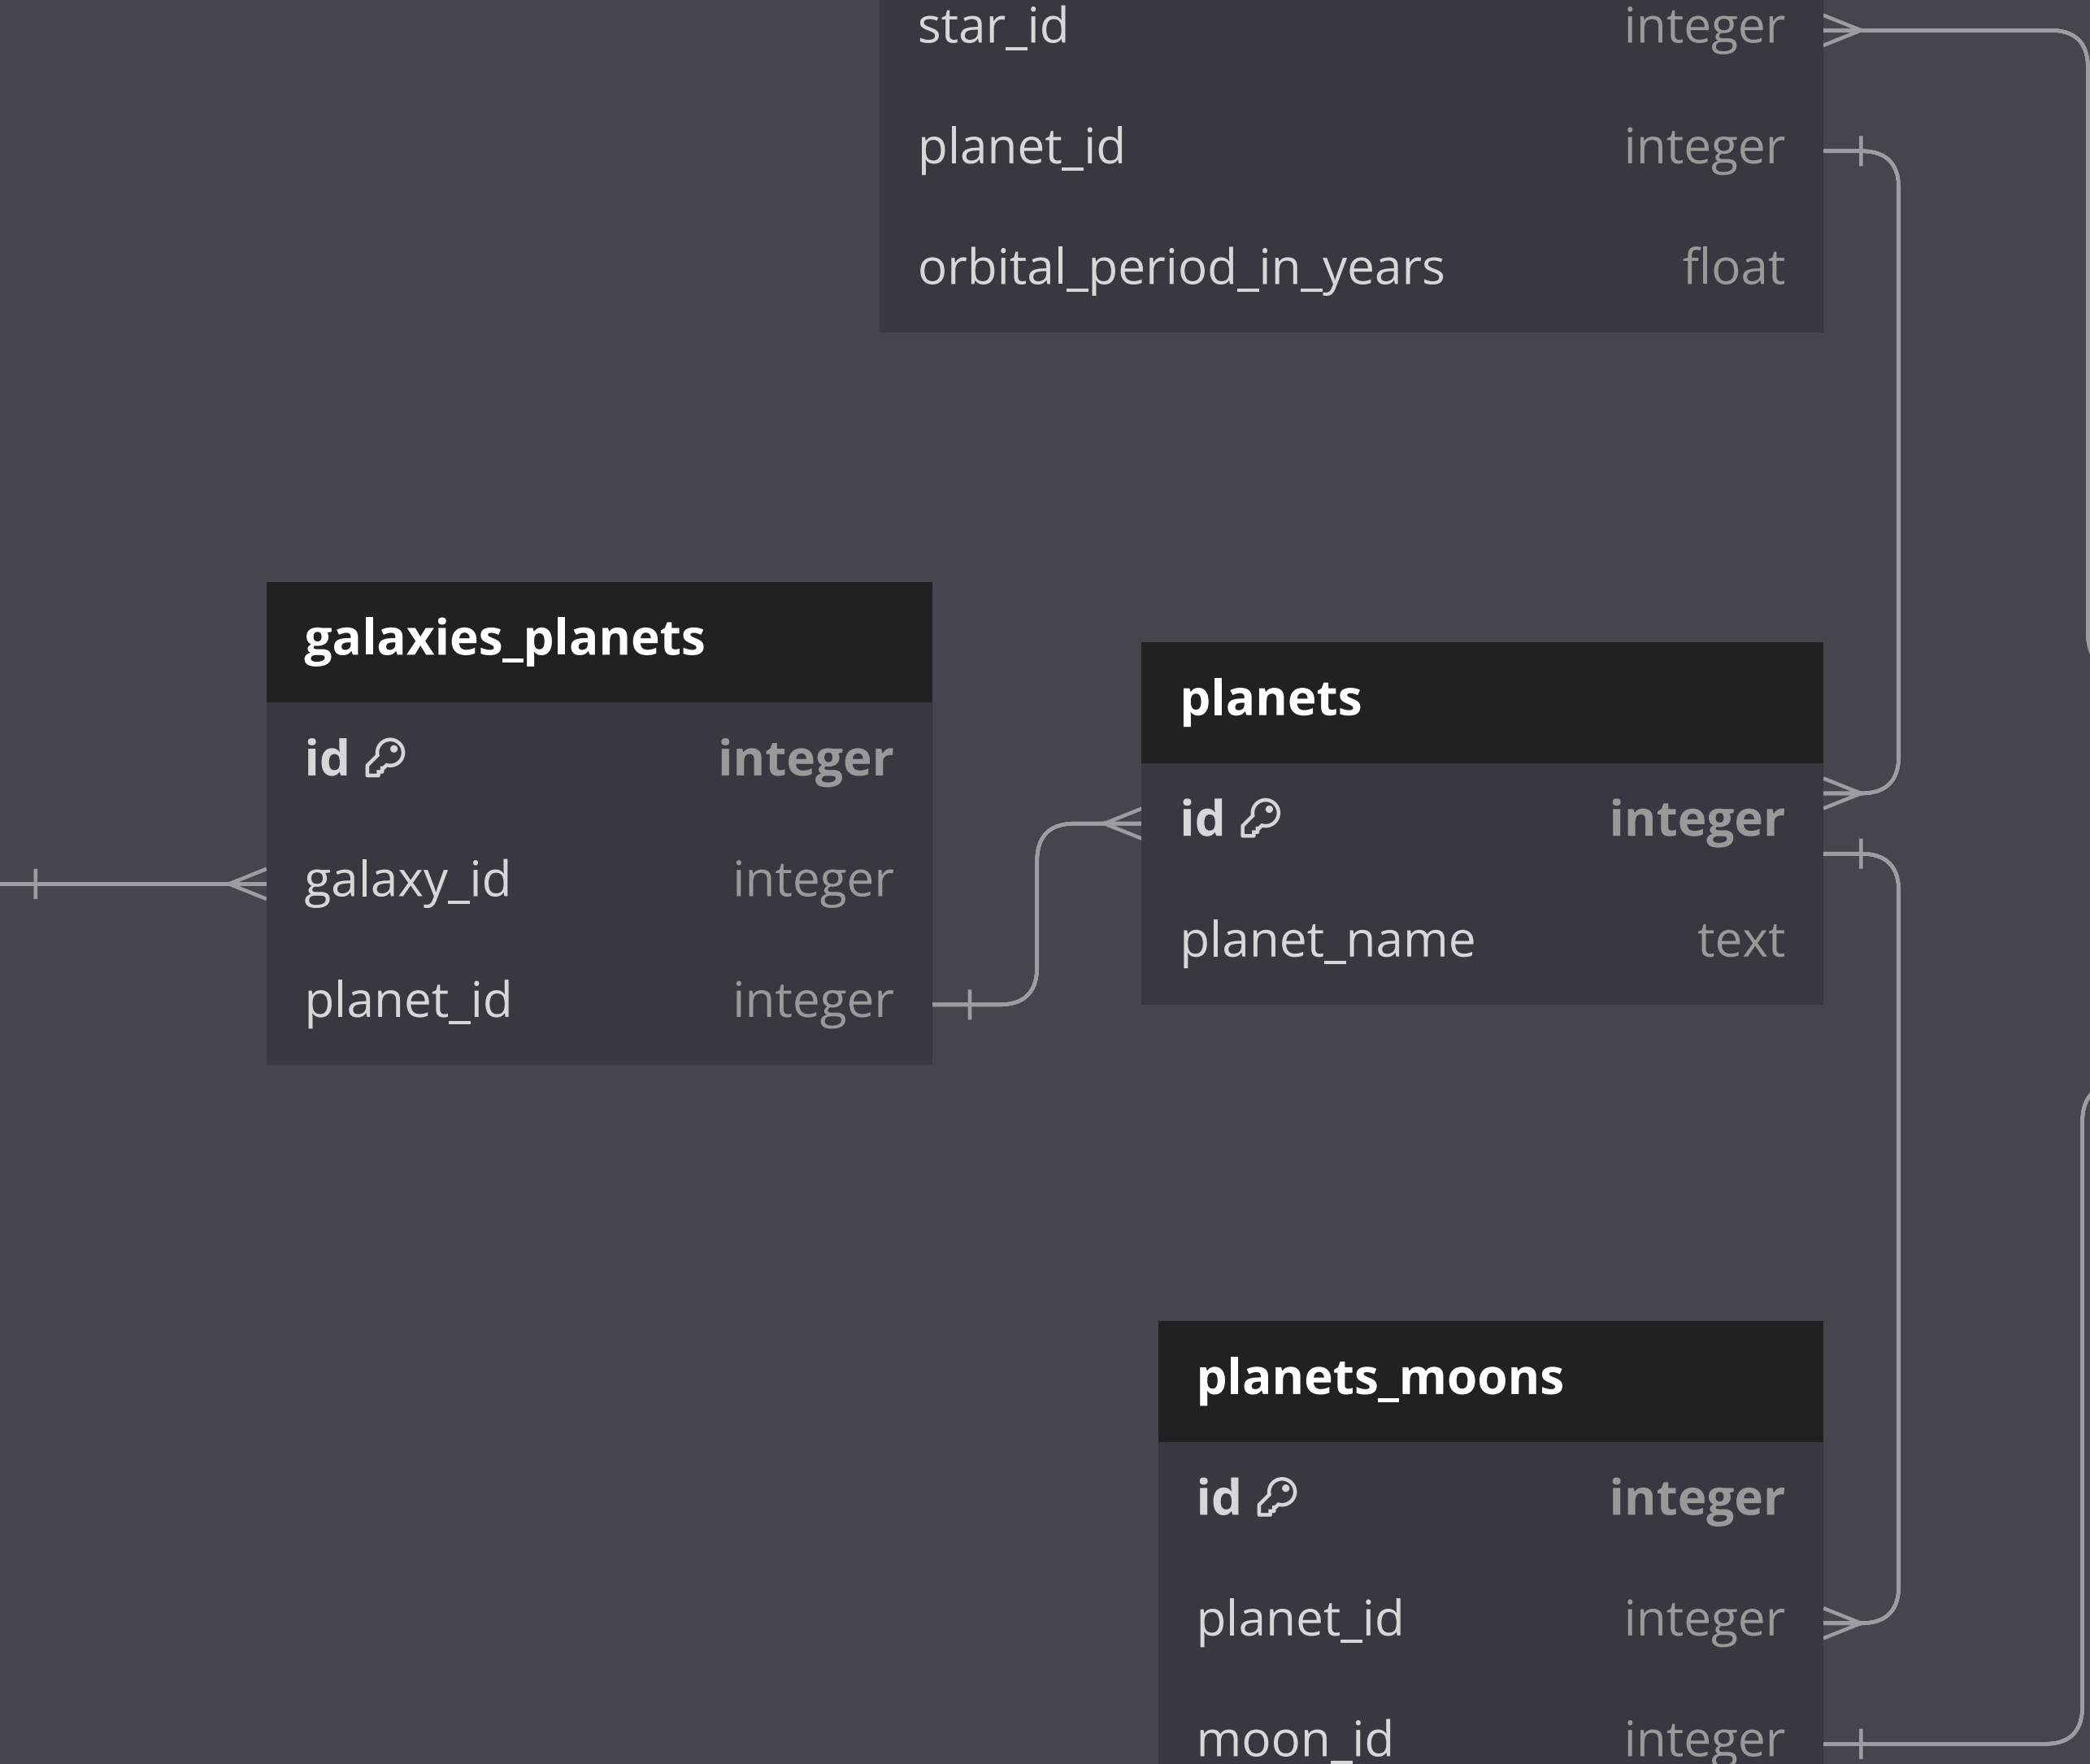 star_id integer
planet_id integer
orbital_period_in_years float
galaxies_planets
id integer
galaxy_id integer
planet_id integer
planets
id integer
planet_name text
planets_moons
id integer
planet_id integer
moon_id integer